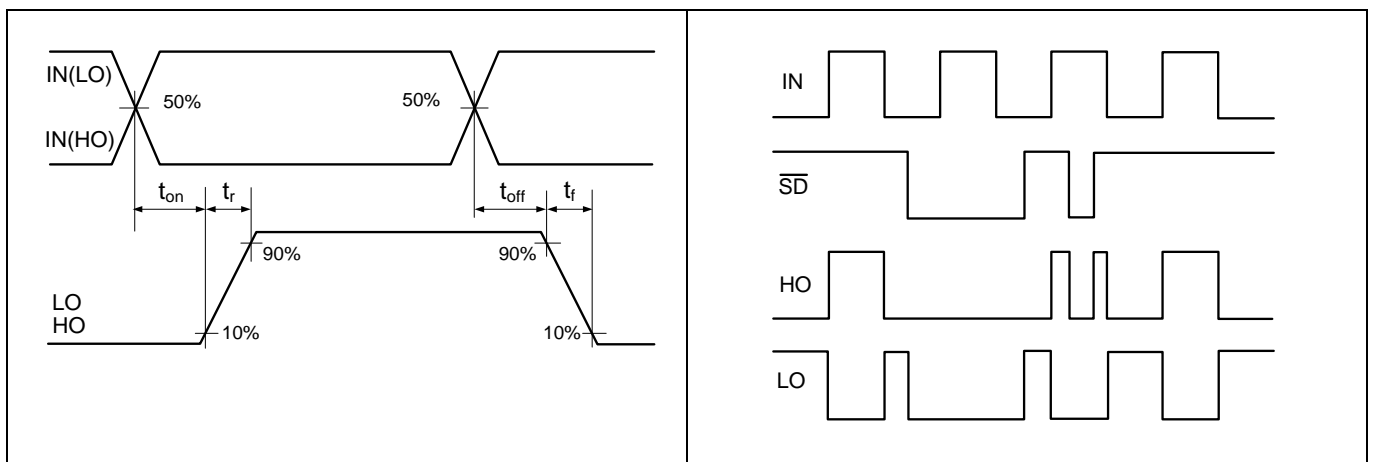 IN(LO)
50%
50%
IN(HO)
ton
tr
toff
tf
90%
90%
LO
HO
10%
10%
IN
S̅D̅
HO
LO